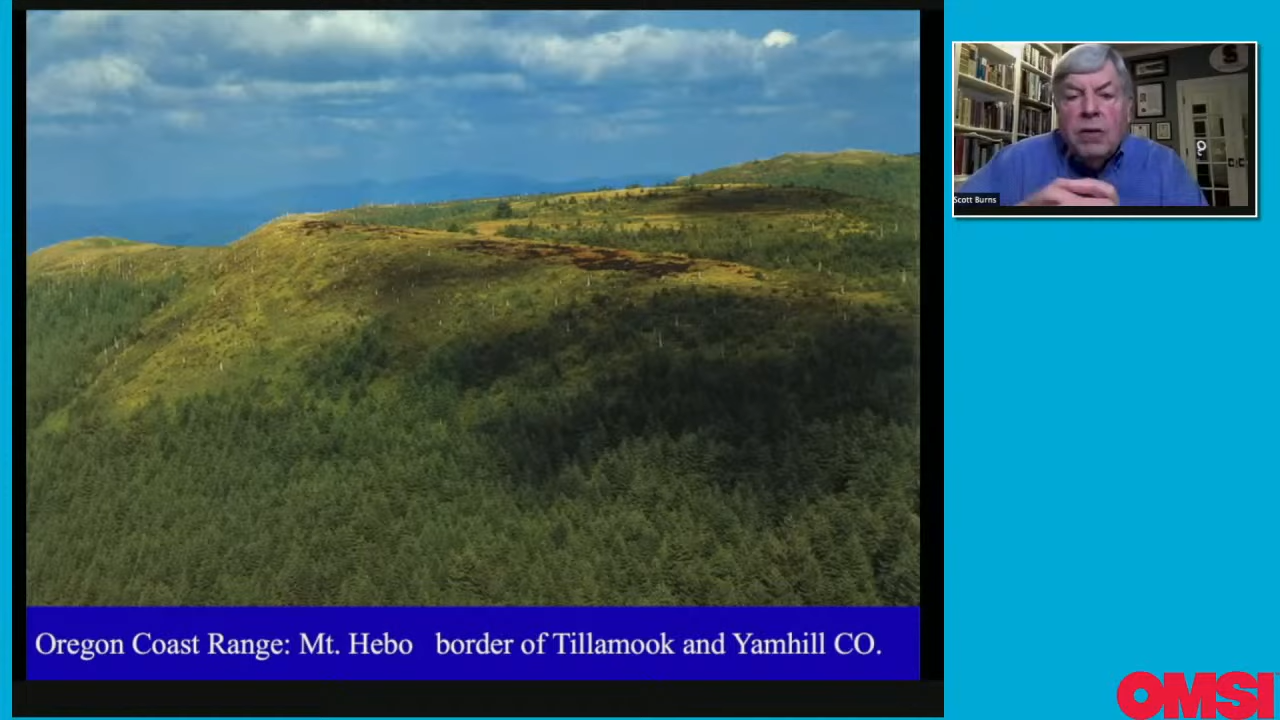 Scott Burns
Oregon Coast Range: Mt. Hebo border of Tillamook and Yamhill CO.
OMSI